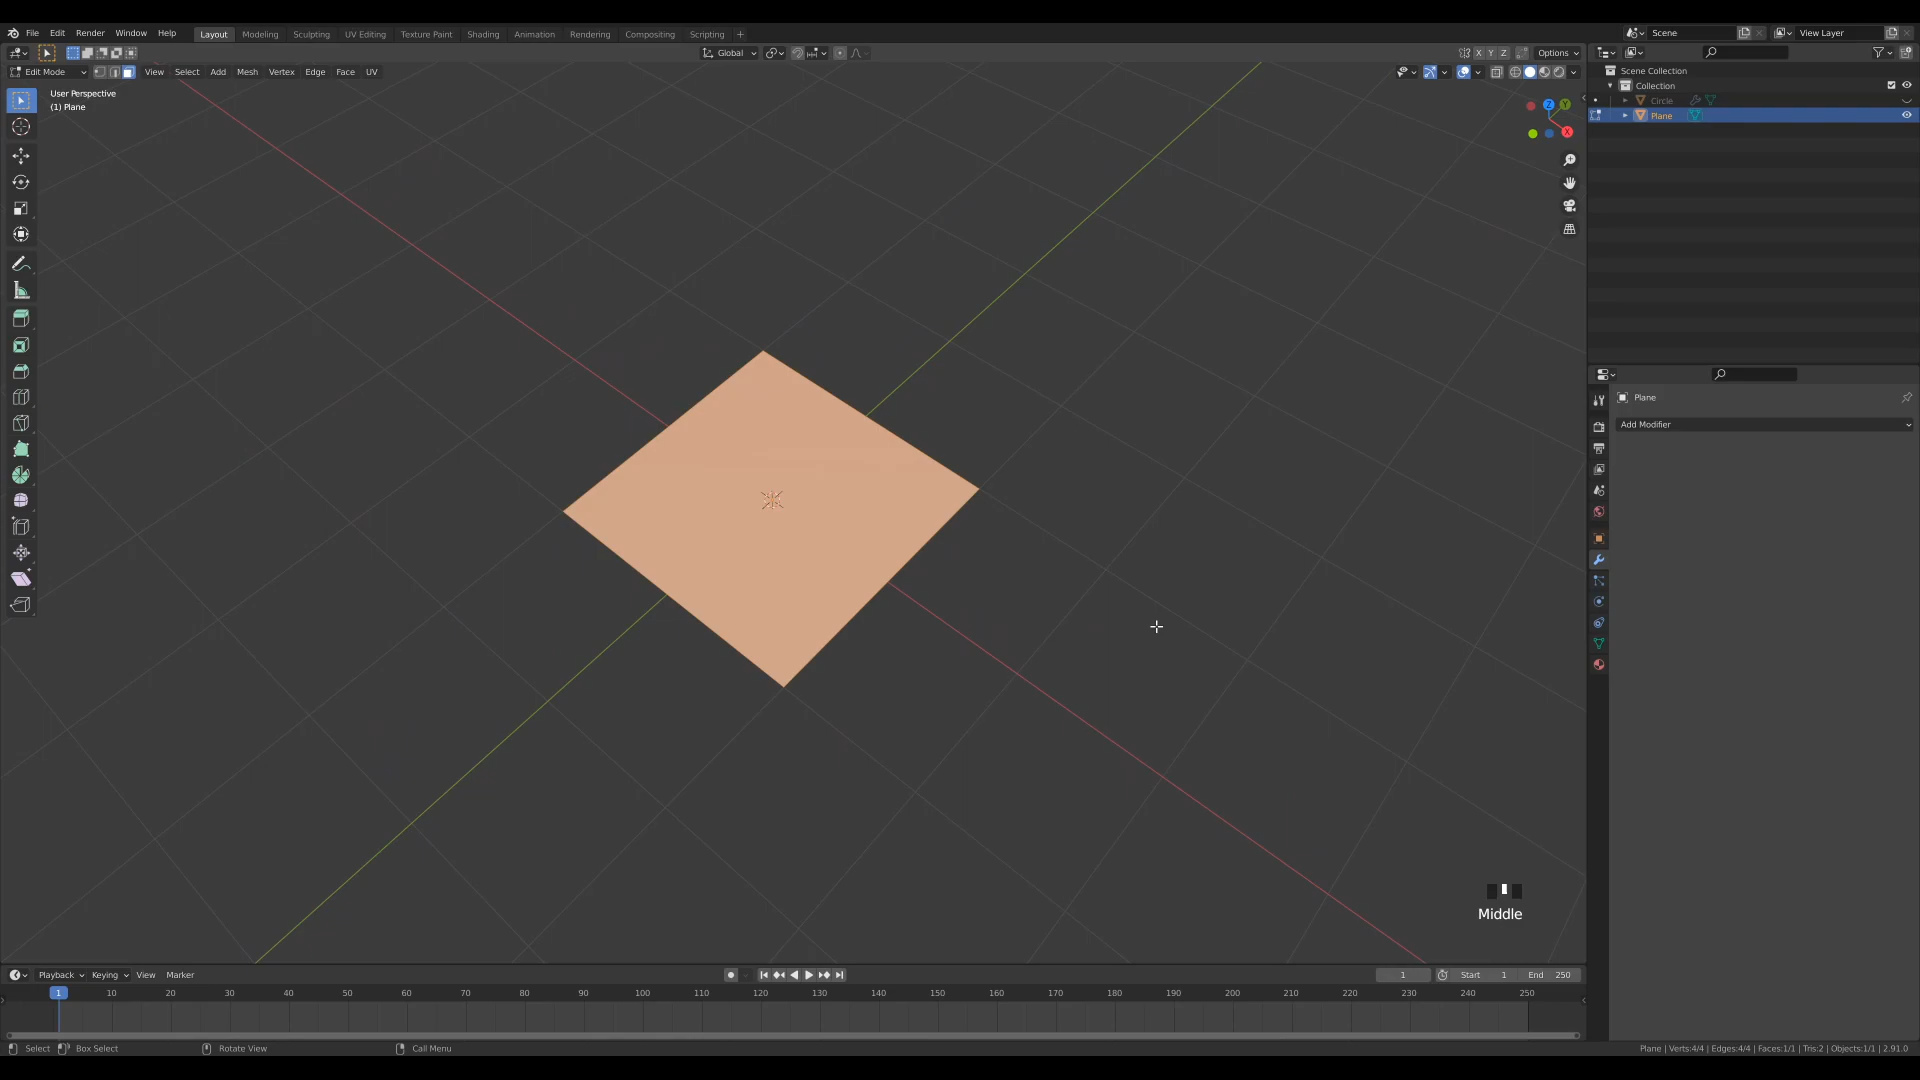 File Edit Render Window Help Layout Modeling Sculpting UV Editing Texture Paint Shading Animation Rendering Compositing Scripting + Scene View Layer
Global X Y Z Options
Edit Mode View Select Add Mesh Vertex Edge Face UV
User Perspective
(1) Plane
Z Y
X
Scene Collection
Collection
Circle
Plane
Plane
Add Modifier
Middle
Playback Keying View Marker 1 Start 1 End 250
1 10 20 30 40 50 60 70 80 90 100 110 120 130 140 150 160 170 180 190 200 210 220 230 240 250
Select Box Select Rotate View Call Menu Plane | Verts:4/4 | Edges:4/4 | Faces:1/1 | Tris:2 | Objects:1/1 | 2.91.0